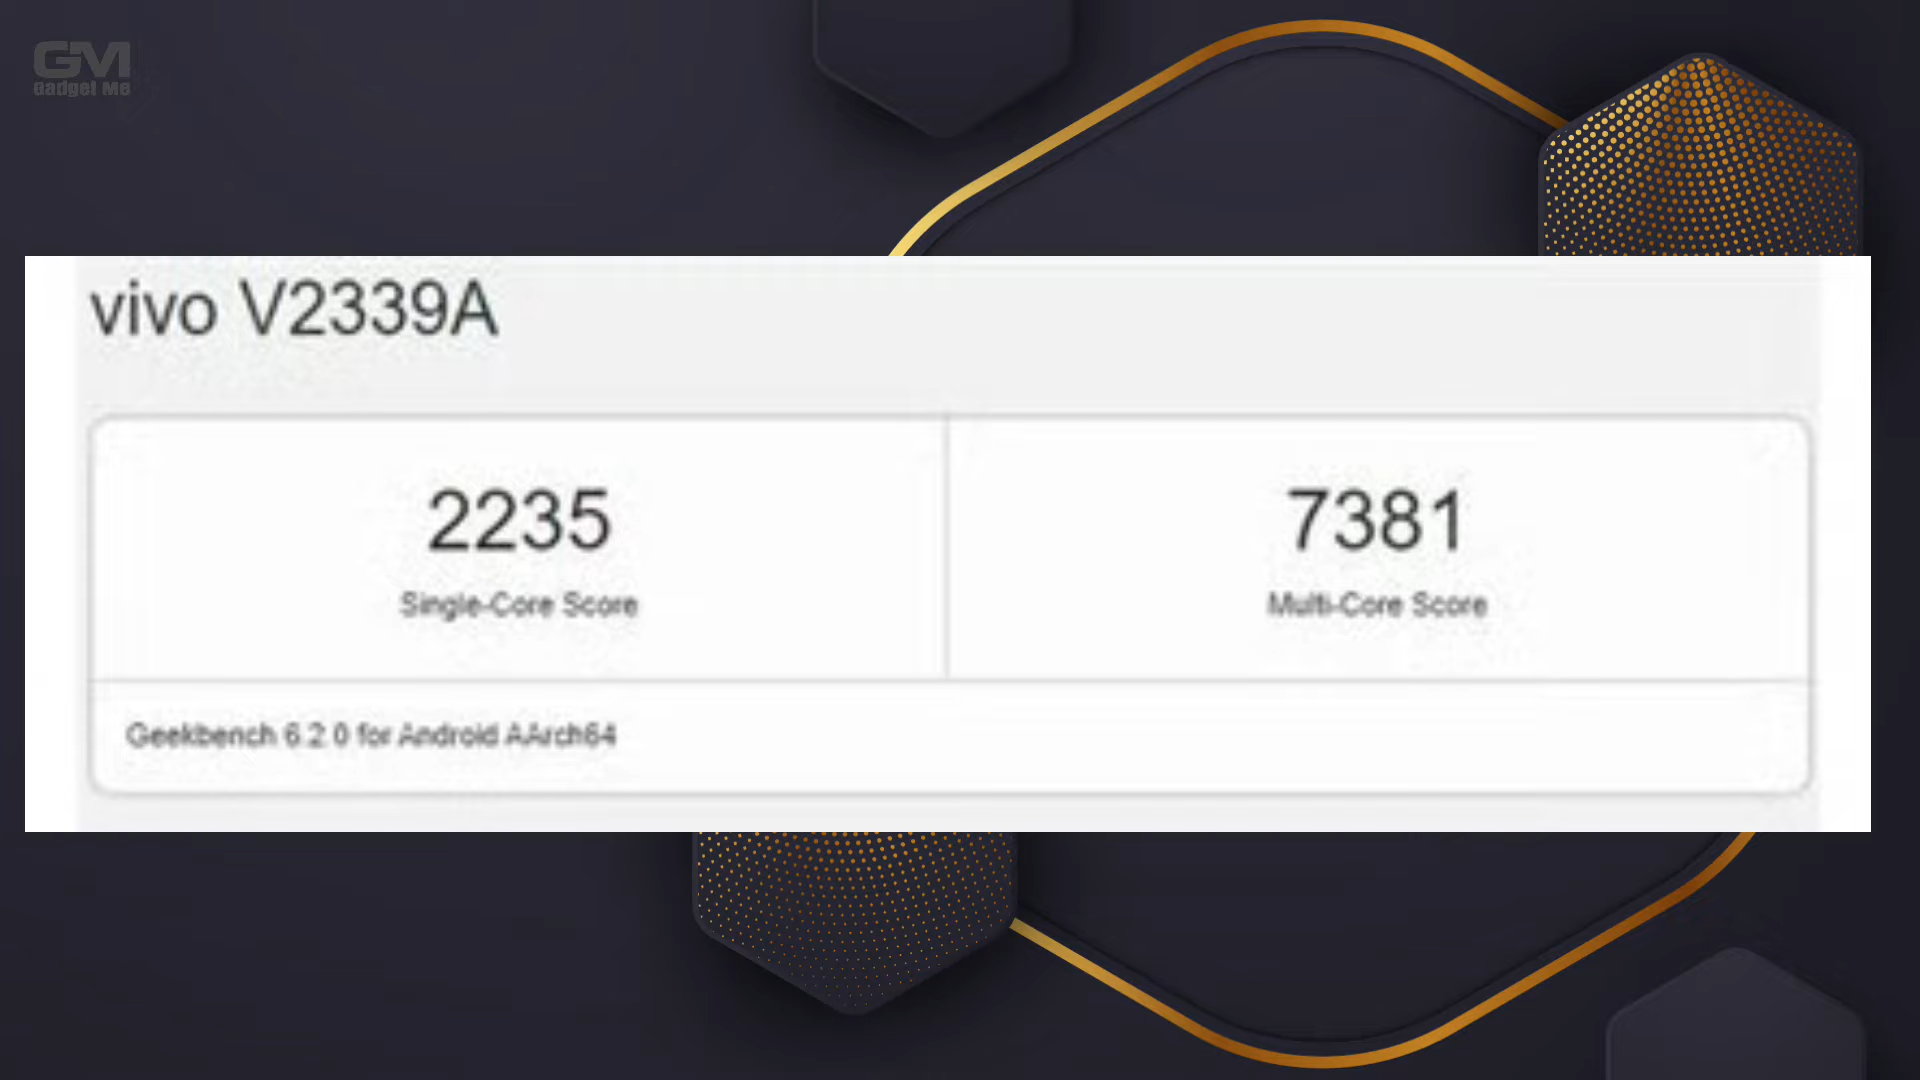 GM
Gadget Me
vivo V2339A
2235
7381
Single-Core Score
Multi-Core Score
Geekbench 6.2.0 for Android AArch64